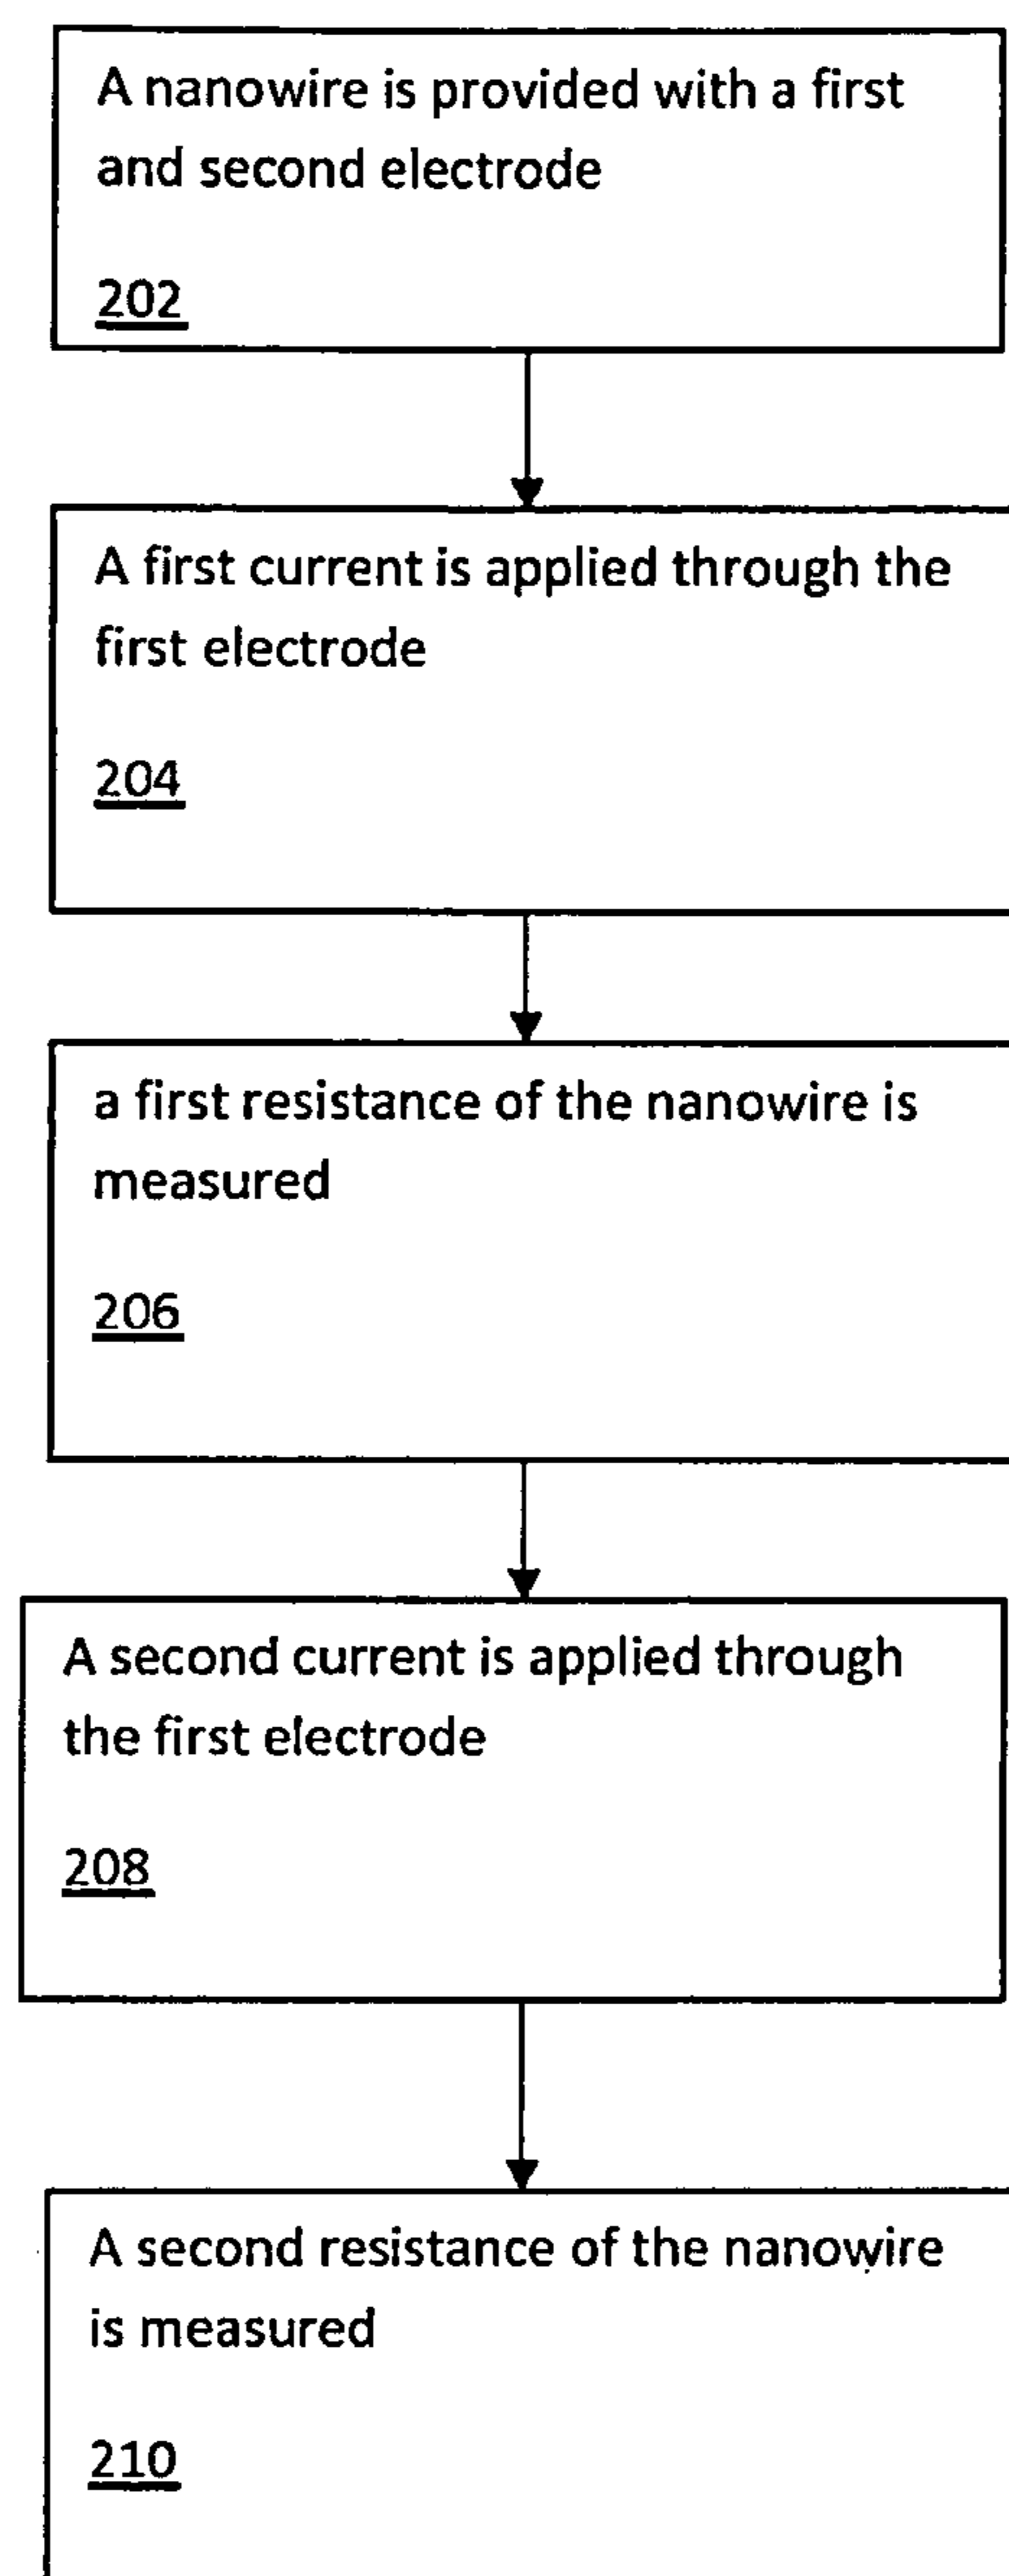 A nanowire is provided with a first
and second electrode
202
A first current is applied through the
first electrode
204
a first resistance of the nanowire is
measured
206
A second current is applied through
the first electrode
208
A second resistance of the nanowire
is measured
210